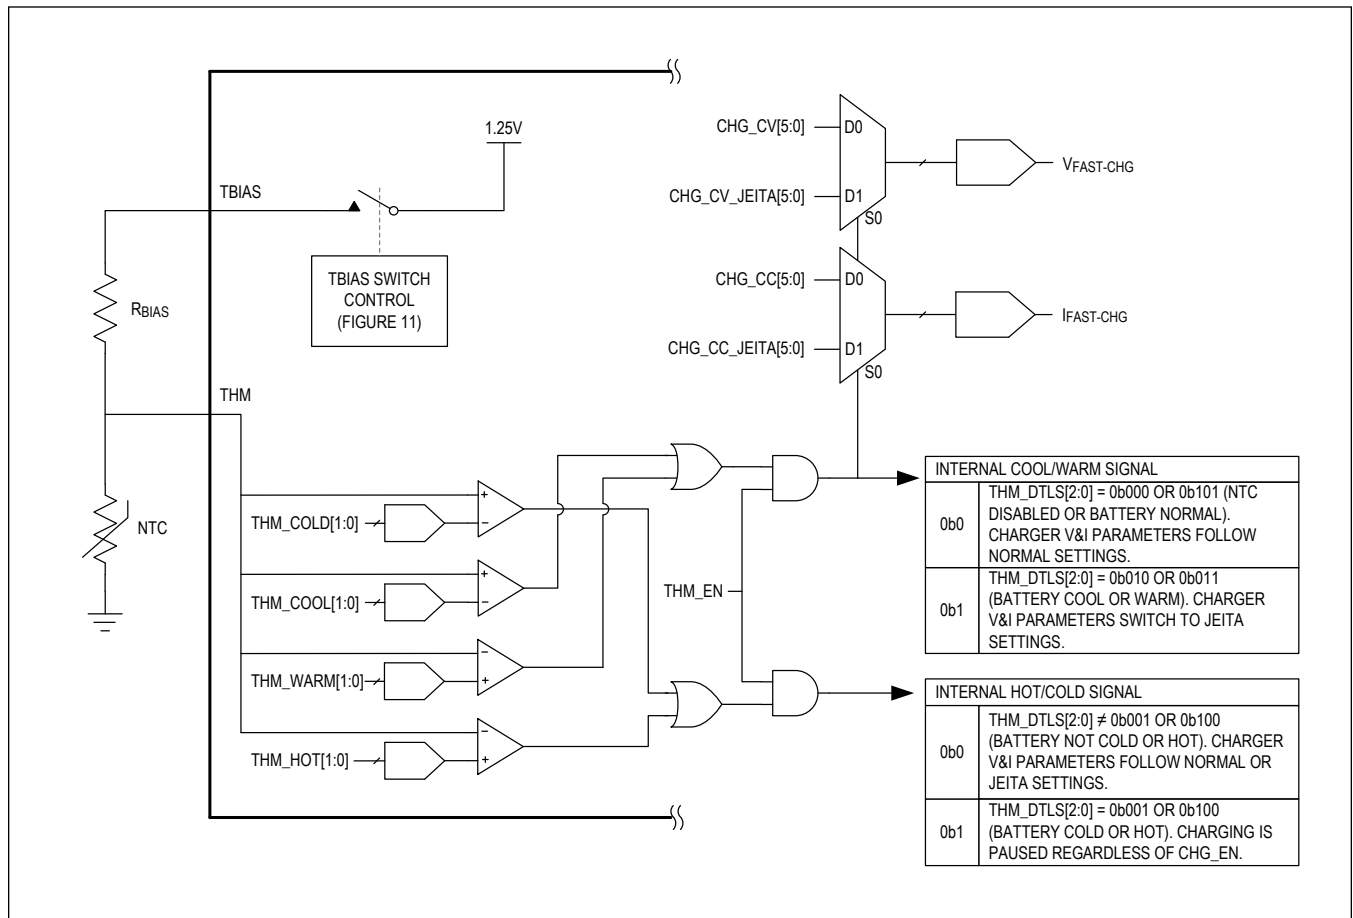 1.25V
TBIAS
TBIAS SWITCH
CONTROL
(FIGURE 11)
RBIAS
THM
NTC
CHG_CV[5:0]
D0
CHG_CV_JEITA[5:0]
D1
S0
VFAST-CHG
CHG_CC[5:0]
D0
CHG_CC_JEITA[5:0]
D1
S0
IFAST-CHG
THM_COLD[1:0]
+
−
THM_COOL[1:0]
+
−
THM_WARM[1:0]
−
+
THM_HOT[1:0]
−
+
THM_EN
INTERNAL COOL/WARM SIGNAL
0b0
THM_DTLS[2:0] = 0b000 OR 0b101 (NTC
DISABLED OR BATTERY NORMAL).
CHARGER V&I PARAMETERS FOLLOW
NORMAL SETTINGS.
0b1
THM_DTLS[2:0] = 0b010 OR 0b011
(BATTERY COOL OR WARM). CHARGER
V&I PARAMETERS SWITCH TO JEITA
SETTINGS.
INTERNAL HOT/COLD SIGNAL
0b0
THM_DTLS[2:0] ≠ 0b001 OR 0b100
(BATTERY NOT COLD OR HOT). CHARGER
V&I PARAMETERS FOLLOW NORMAL OR
JEITA SETTINGS.
0b1
THM_DTLS[2:0] = 0b001 OR 0b100
(BATTERY COLD OR HOT). CHARGING IS
PAUSED REGARDLESS OF CHG_EN.